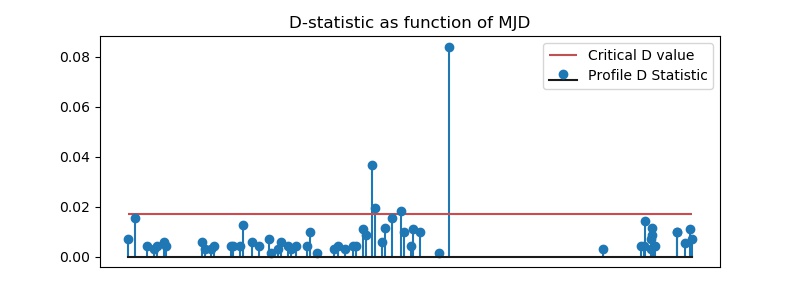 D-statistic as function of MJD
Critical D value
Profile D Statistic
0.08
0.06
0.04
0.02
0.00